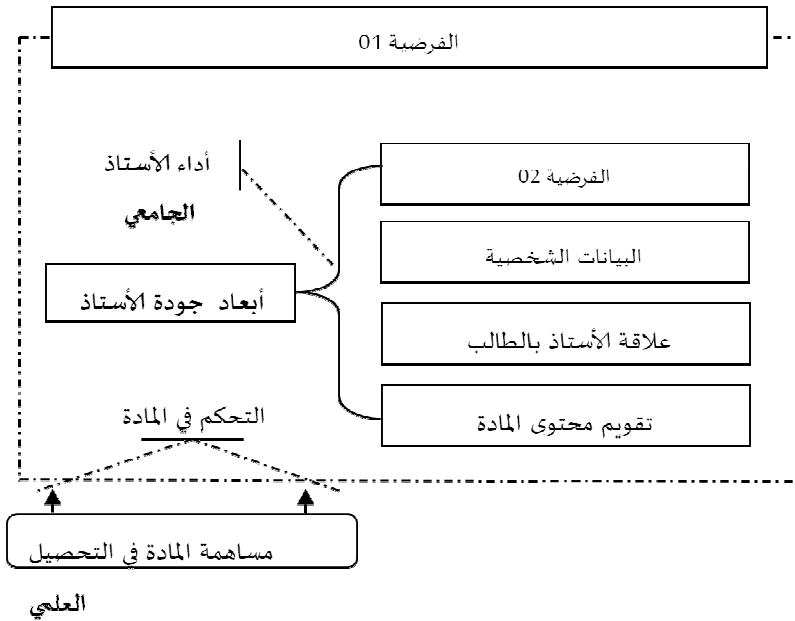 الفرضية 01
أداء الأستاذ
الجامعي
الفرضية 02
البيانات الشخصية
أبعاد جودة الأستاذ
علاقة الأستاذ بالطالب
تقويم محتوى المادة
التحكم في المادة
مساهمة المادة في التحصيل
العلمي